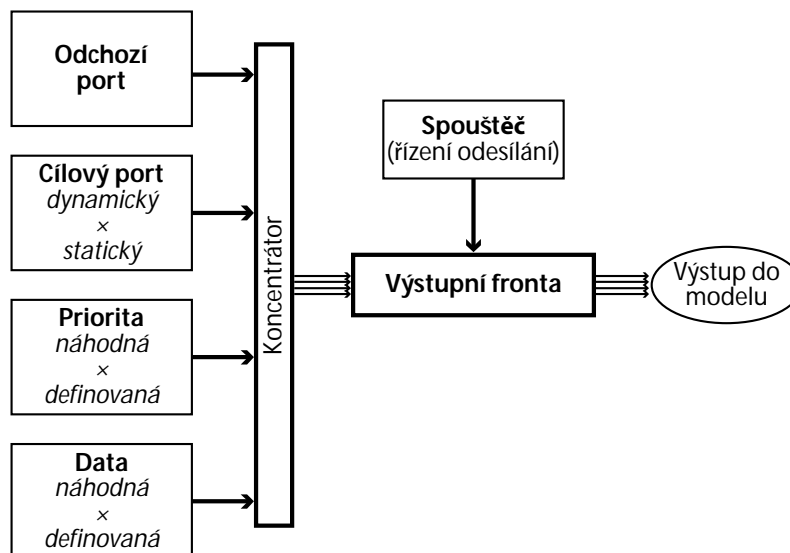 Odchozí
port
Cílový port
dynamický
×
statický
Priorita
náhodná
×
definovaná
Data
náhodná
×
definovaná
Koncentrátor
Spouštěč
(řízení odesílání)
Výstupní fronta
Výstup do
modelu